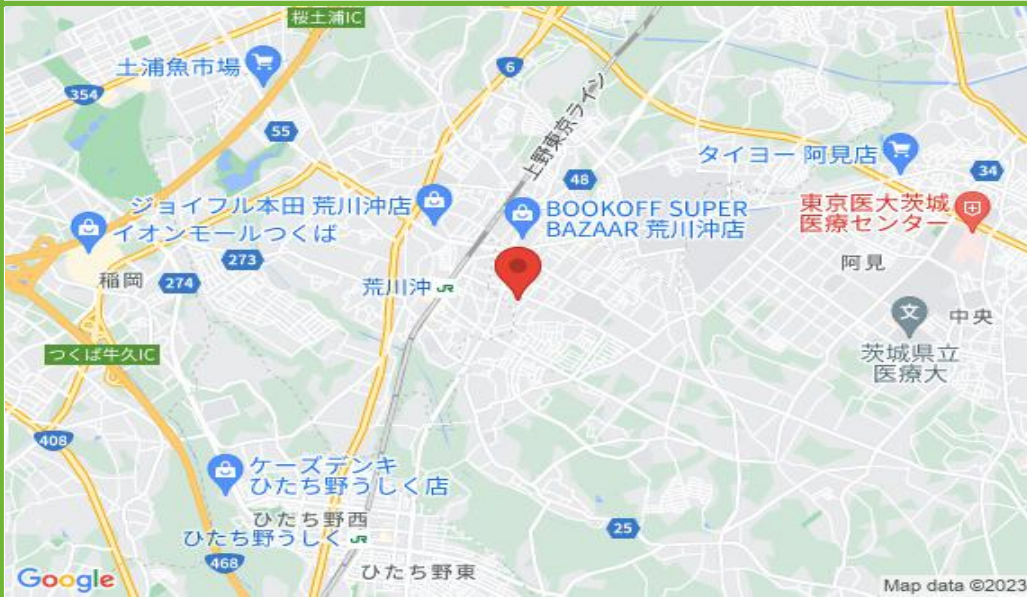 桜土浦IC
土浦魚市場
354
6
55
上野東京ライン
48
タイヨー 阿見店
34
ジョイフル本田 荒川沖店
イオンモールつくば
BOOKOFF SUPER
BAZAAR 荒川沖店
東京医大茨城
医療センター
273
稲岡
274
荒川沖 JR
阿見
文
中央
つくば牛久IC
茨城県立
医療大
408
ケーズデンキ
ひたち野うしく店
ひたち野西
ひたち野うしく JR
25
468
ひたち野東
Google
Map data ©2023